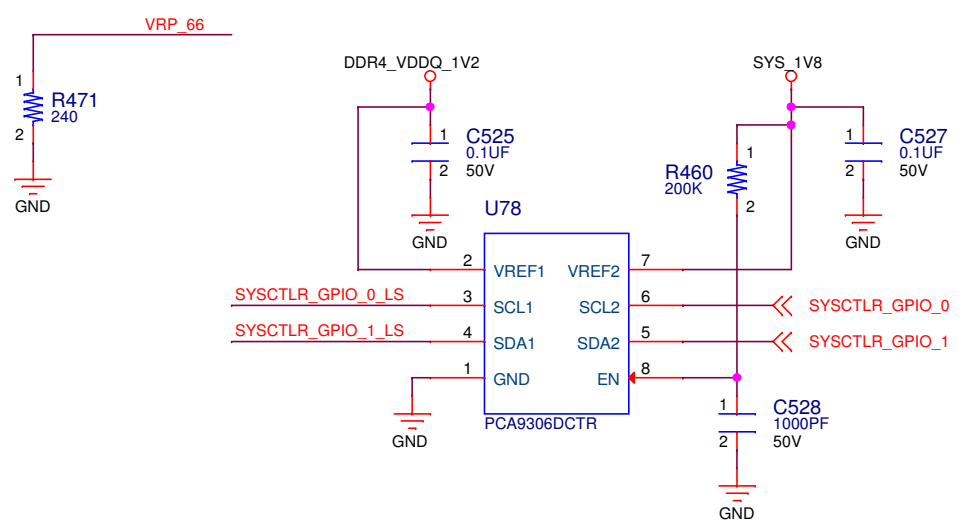 VRP_66
1
R471
240
2
GND
DDR4_VDDQ_1V2
1
C525
0.1UF
2
50V
GND
SYS_1V8
1
R460
200K
2
1
C527
0.1UF
2
50V
GND
U78
2
VREF1
VREF2
7
SYSCTLR_GPIO_0_LS
3
SCL1
SCL2
6
SYSCTLR_GPIO_0
SYSCTLR_GPIO_1_LS
4
SDA1
SDA2
5
SYSCTLR_GPIO_1
1
GND
EN
8
GND
PCA9306DCTR
1
C528
1000PF
2
50V
GND